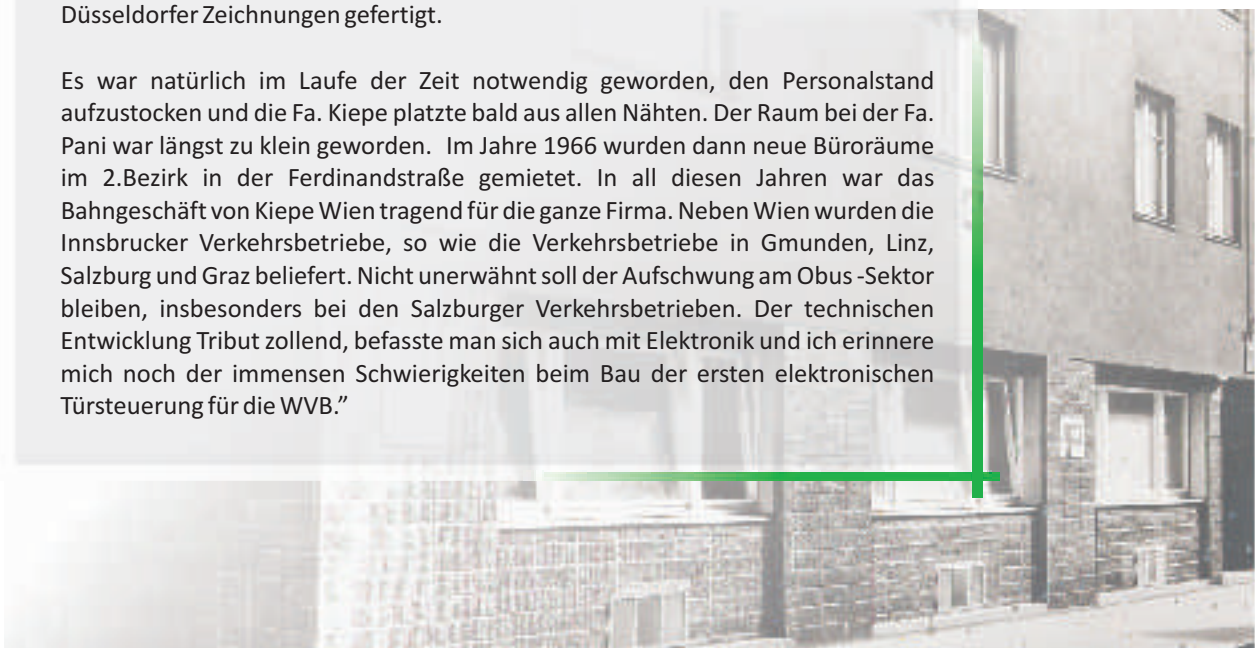 Düsseldorfer Zeichnungen gefertigt.
Es war natürlich im Laufe der Zeit notwendig geworden, den Personalstand
aufzustocken und die Fa. Kiepe platzte bald aus allen Nähten. Der Raum bei der Fa.
Pani war längst zu klein geworden. Im Jahre 1966 wurden dann neue Büroräume
im 2.Bezirk in der Ferdinandstraße gemietet. In all diesen Jahren war das
Bahngeschäft von Kiepe Wien tragend für die ganze Firma. Neben Wien wurden die
Innsbrucker Verkehrsbetriebe, so wie die Verkehrsbetriebe in Gmunden, Linz,
Salzburg und Graz beliefert. Nicht unerwähnt soll der Aufschwung am Obus -Sektor
bleiben, insbesonders bei den Salzburger Verkehrsbetrieben. Der technischen
Entwicklung Tribut zollend, befasste man sich auch mit Elektronik und ich erinnere
mich noch der immensen Schwierigkeiten beim Bau der ersten elektronischen
Türsteuerung für die WVB.”